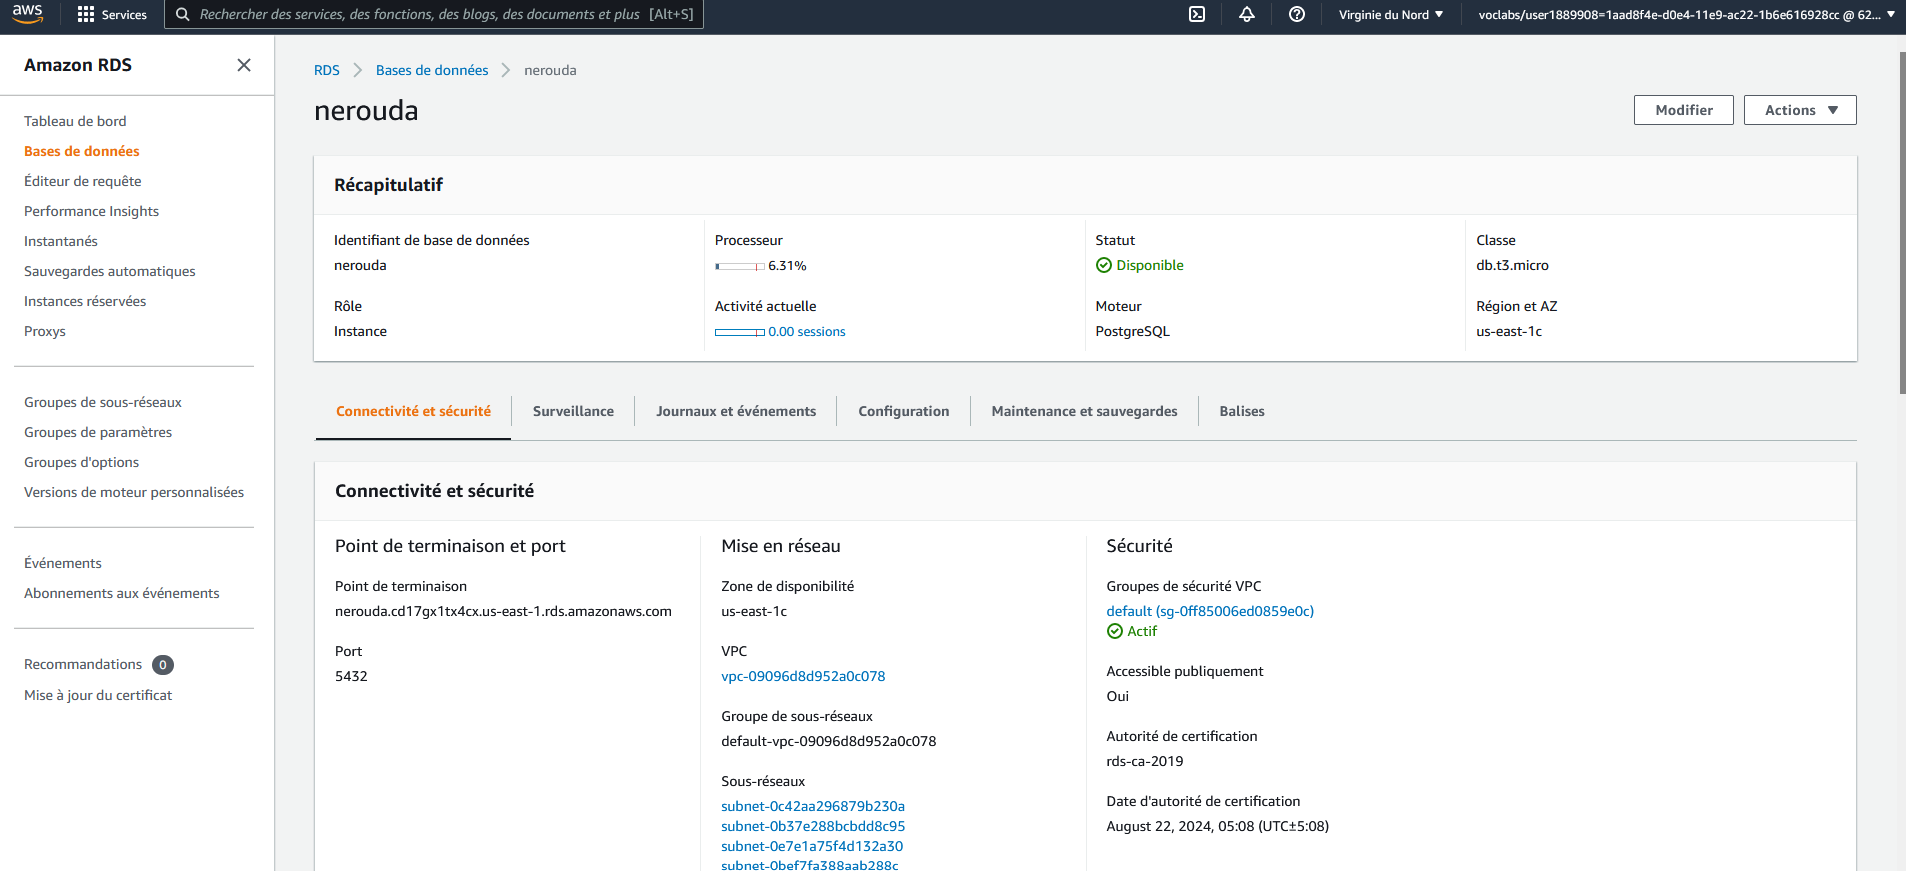 aws
Services
Rechercher des services, des fonctions, des blogs, des documents et plus [Alt+S]
Virginie du Nord
voclabs/user1889908=1aad8f4e-d0e4-11e9-ac22-1b6e616928cc @ 62...
Amazon RDS
Tableau de bord
Bases de données
Éditeur de requête
Performance Insights
Instantanés
Sauvegardes automatiques
Instances réservées
Proxys
Groupes de sous-réseaux
Groupes de paramètres
Groupes d'options
Versions de moteur personnalisées
Événements
Abonnements aux événements
Recommandations 0
Mise à jour du certificat
RDS > Bases de données > nerouda
nerouda
Modifier
Actions
Récapitulatif
Identifiant de base de données
nerouda
Rôle
Instance
Processeur
6.31%
Activité actuelle
0.00 sessions
Statut
Disponible
Moteur
PostgreSQL
Classe
db.t3.micro
Région et AZ
us-east-1c
Connectivité et sécurité
Surveillance
Journaux et événements
Configuration
Maintenance et sauvegardes
Balises
Connectivité et sécurité
Point de terminaison et port
Point de terminaison
nerouda.cd17gx1tx4cx.us-east-1.rds.amazonaws.com
Port
5432
Mise en réseau
Zone de disponibilité
us-east-1c
VPC
vpc-09096d8d952a0c078
Groupe de sous-réseaux
default-vpc-09096d8d952a0c078
Sous-réseaux
subnet-0c42aa296879b230a
subnet-0b37e288bcbdd8c95
subnet-0e7e1a75f4d132a30
subnet-0bef7fa388aab288c
Sécurité
Groupes de sécurité VPC
default (sg-0ff85006ed0859e0c)
Actif
Accessible publiquement
Oui
Autorité de certification
rds-ca-2019
Date d'autorité de certification
August 22, 2024, 05:08 (UTC±5:08)